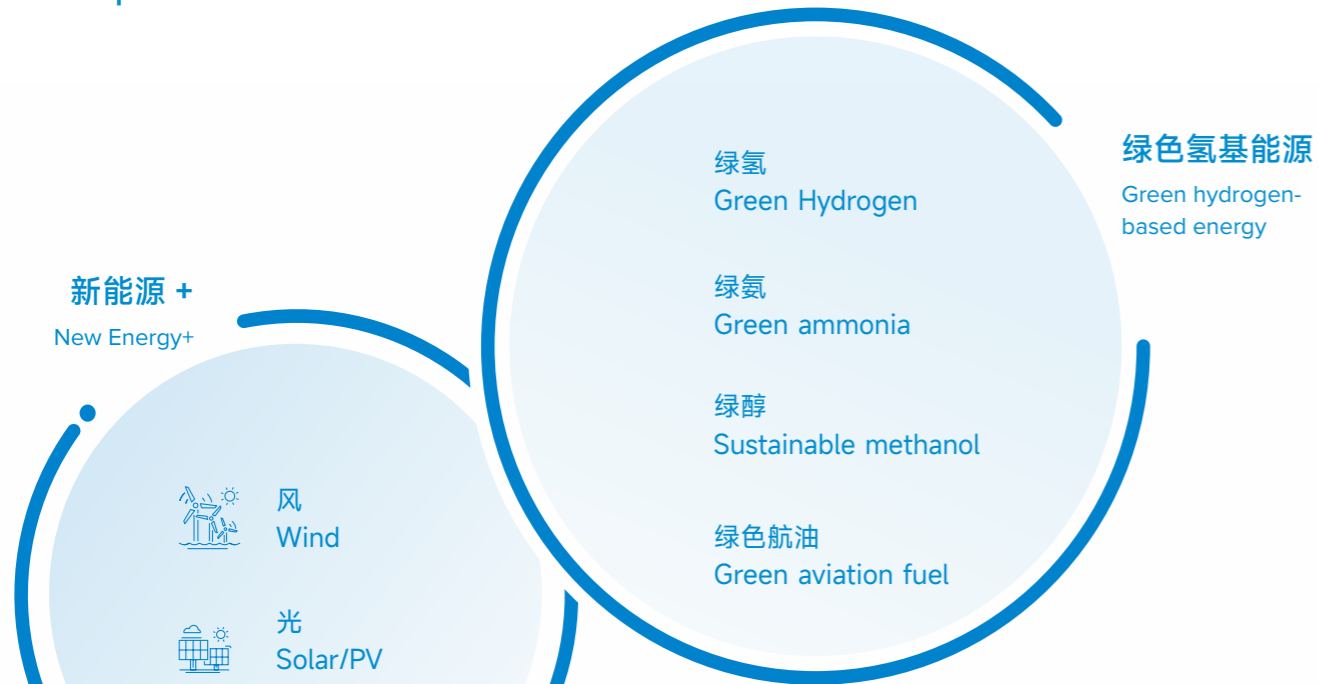 绿氢
Green Hydrogen
绿氨
Green ammonia
绿醇
Sustainable methanol
绿色航油
Green aviation fuel
绿色氢基能源
Green hydrogen-
based energy
新能源 +
New Energy+
风
Wind
光
Solar/PV